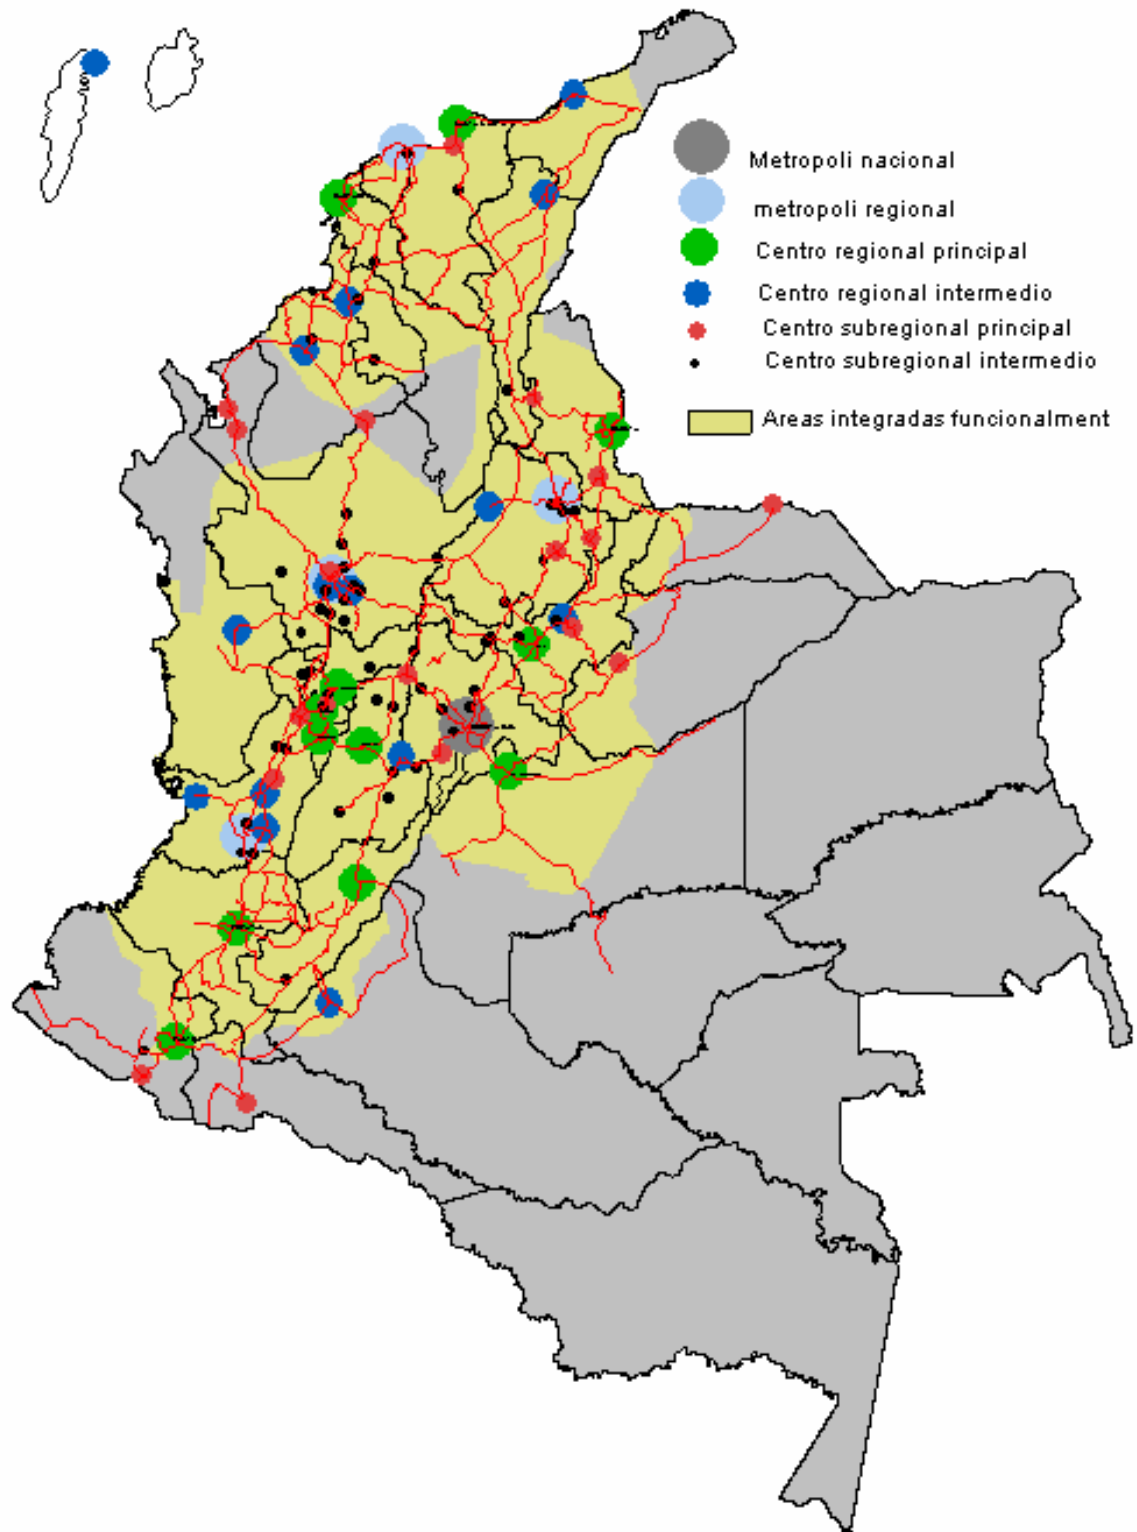 Metropoli nacional
metropoli regional
Centro regional principal
Centro regional intermedio
Centro subregional principal
Centro subregional intermedio
Areas integradas funcionalment